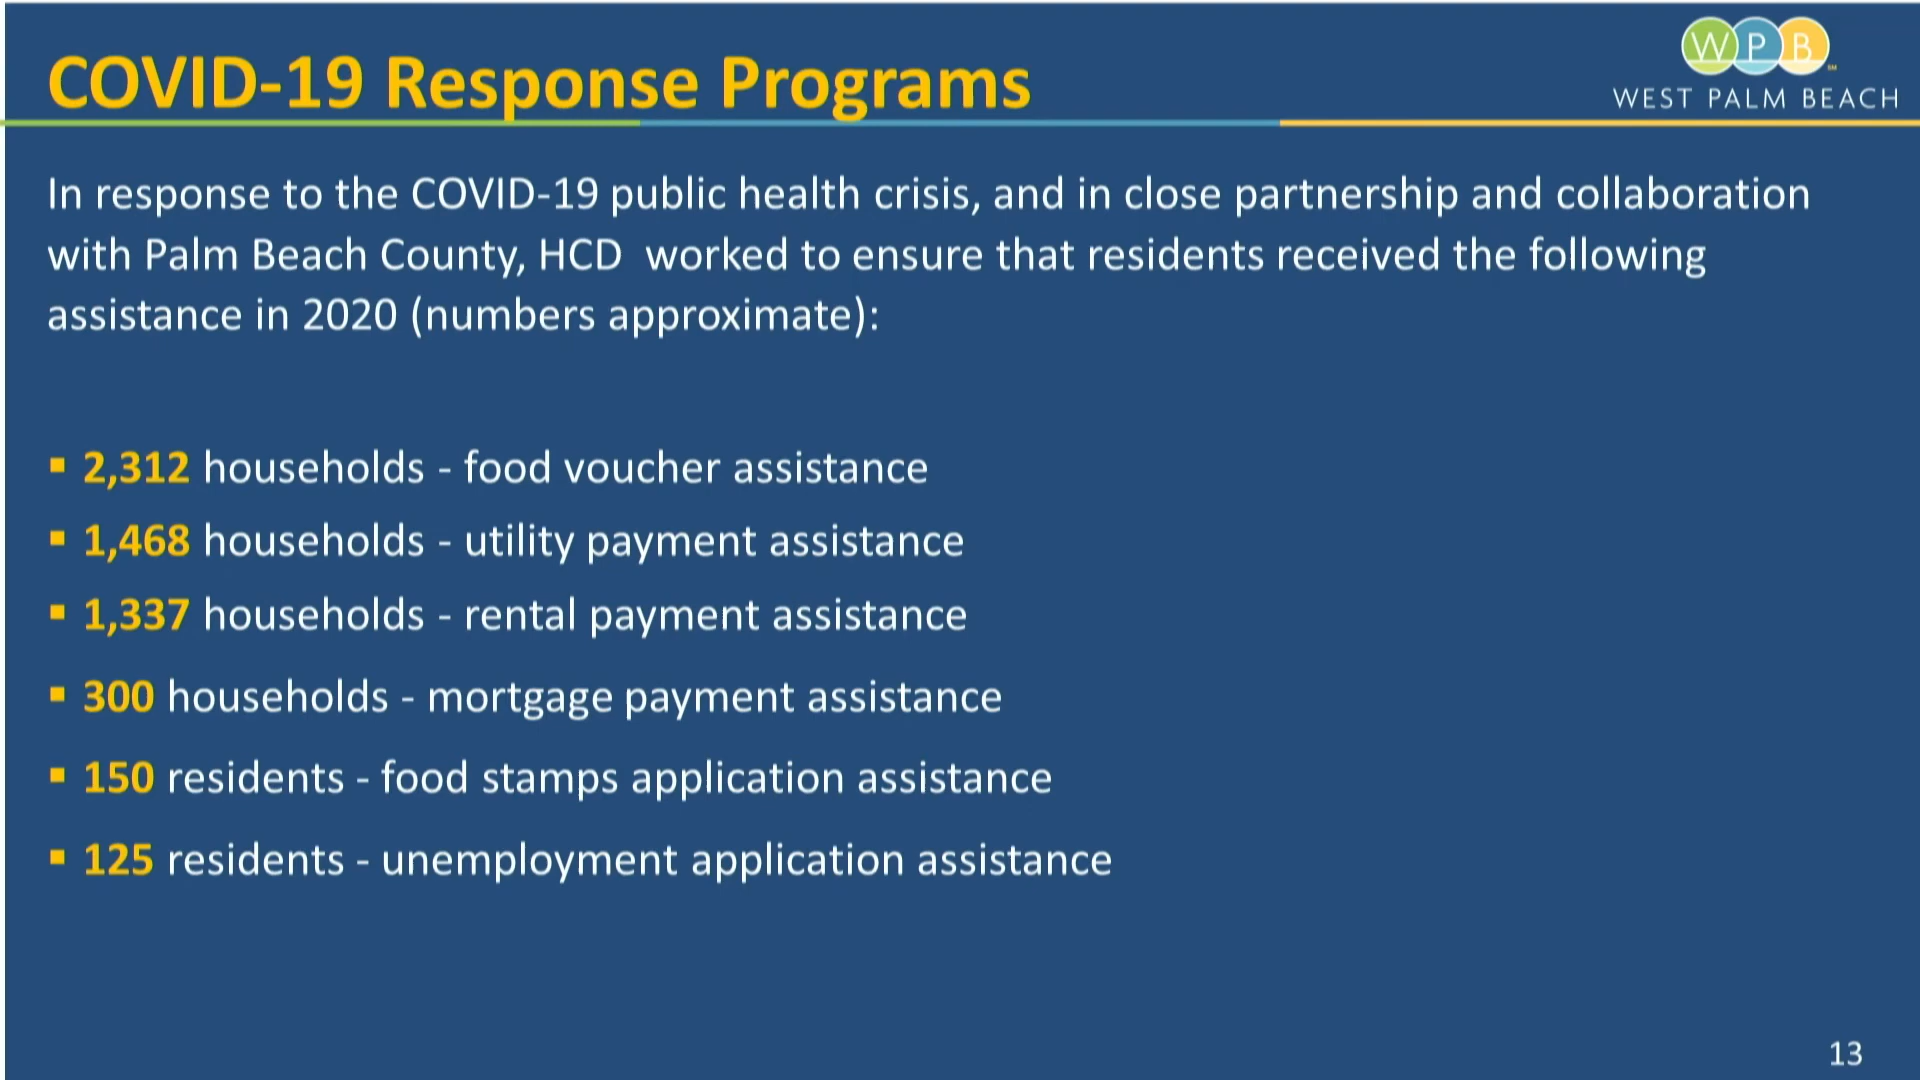 COVID-19 Response Programs
WPB
WEST PALM BEACH
In response to the COVID-19 public health crisis, and in close partnership and collaboration
with Palm Beach County, HCD  worked to ensure that residents received the following
assistance in 2020 (numbers approximate):
▪ 2,312 households - food voucher assistance
▪ 1,468 households - utility payment assistance
▪ 1,337 households - rental payment assistance
▪ 300 households - mortgage payment assistance
▪ 150 residents - food stamps application assistance
▪ 125 residents - unemployment application assistance
13